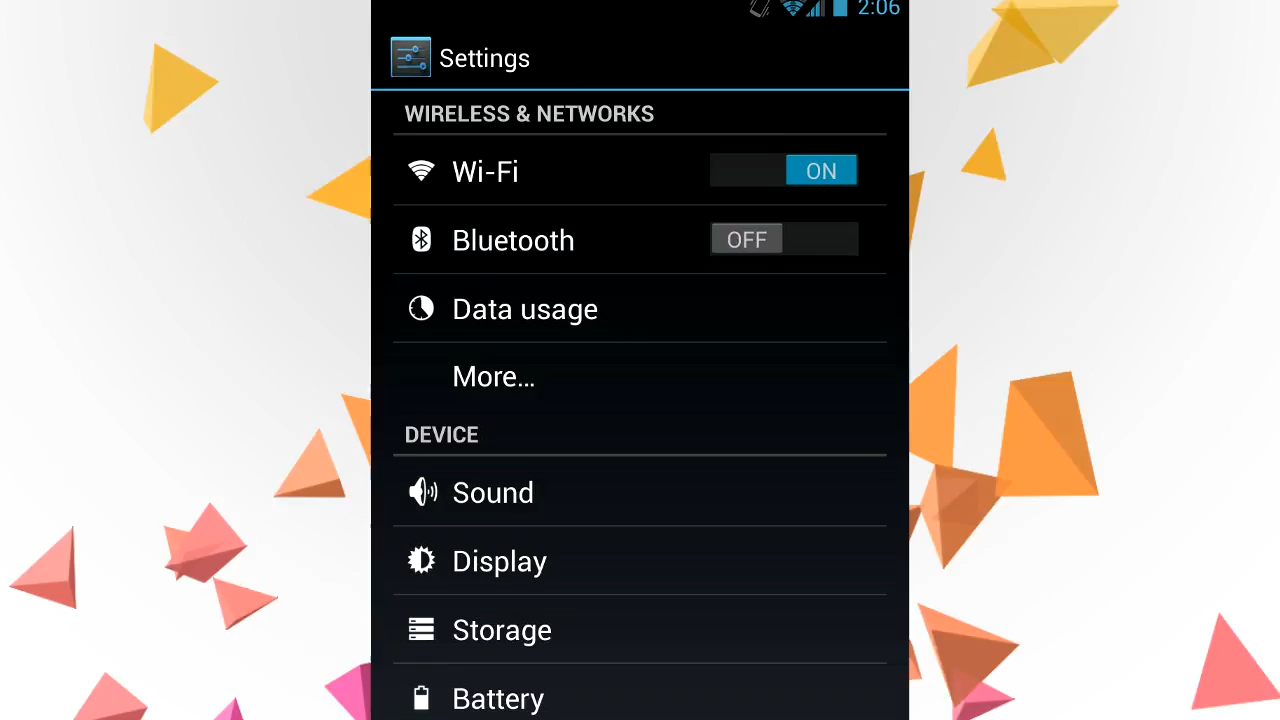 2:06
Settings
WIRELESS & NETWORKS
Wi-Fi
ON
Bluetooth
OFF
Data usage
More...
DEVICE
Sound
Display
Storage
Battery